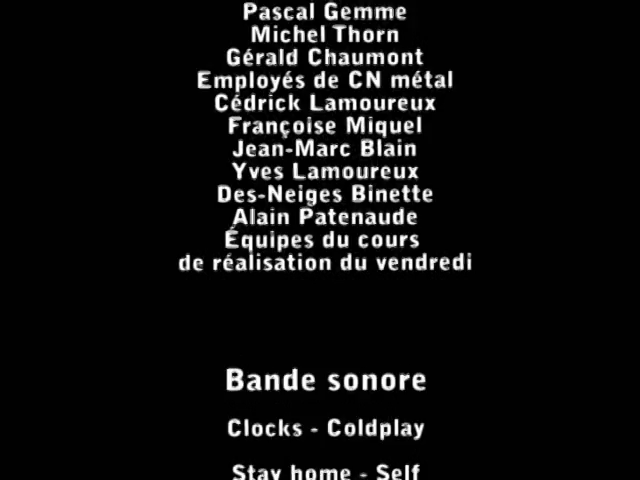 Pascal Gemme
Michel Thorn
Gérald Chaumont
Employés de CN métal
Cédrick Lamoureux
Françoise Miquel
Jean-Marc Blain
Yves Lamoureux
Des-Neiges Binette
Alain Patenaude
Équipes du cours
de réalisation du vendredi
Bande sonore
Clocks - Coldplay
Stay home - Self